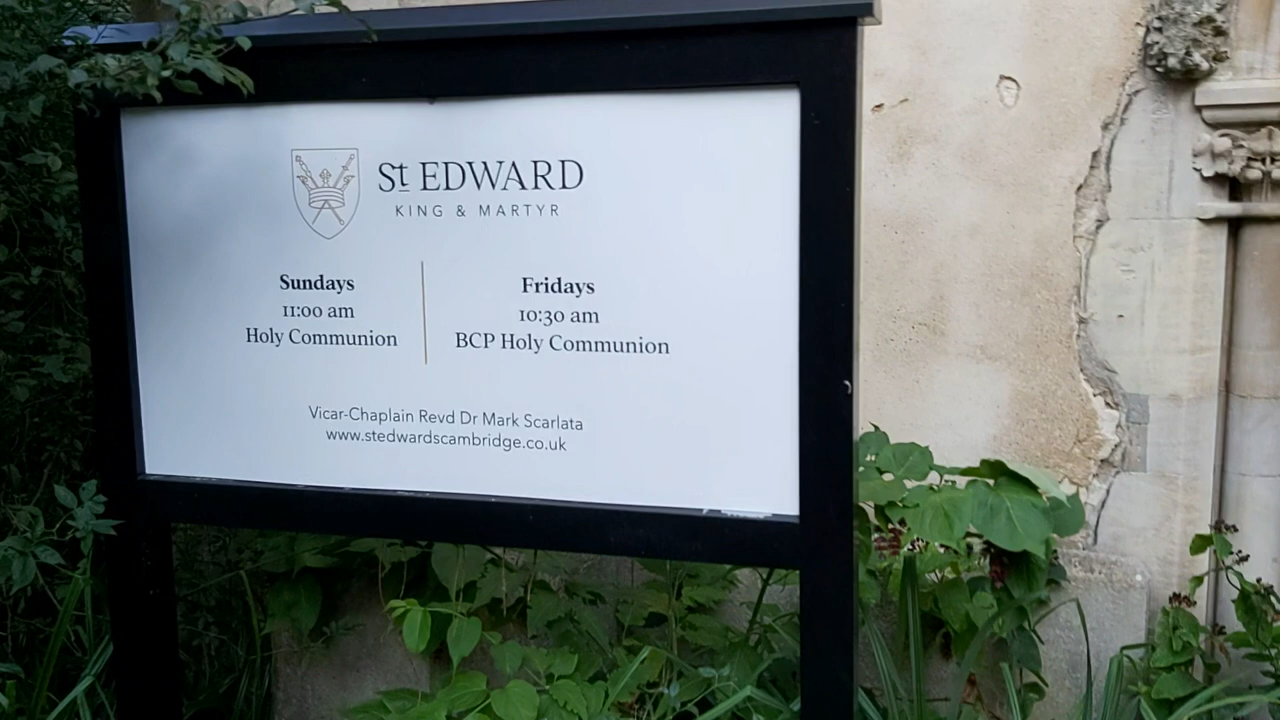 St EDWARD
KING & MARTYR
Sundays
11:00 am
Holy Communion
Fridays
10:30 am
BCP Holy Communion
Vicar-Chaplain Revd Dr Mark Scarlata
www.stedwardscambridge.co.uk